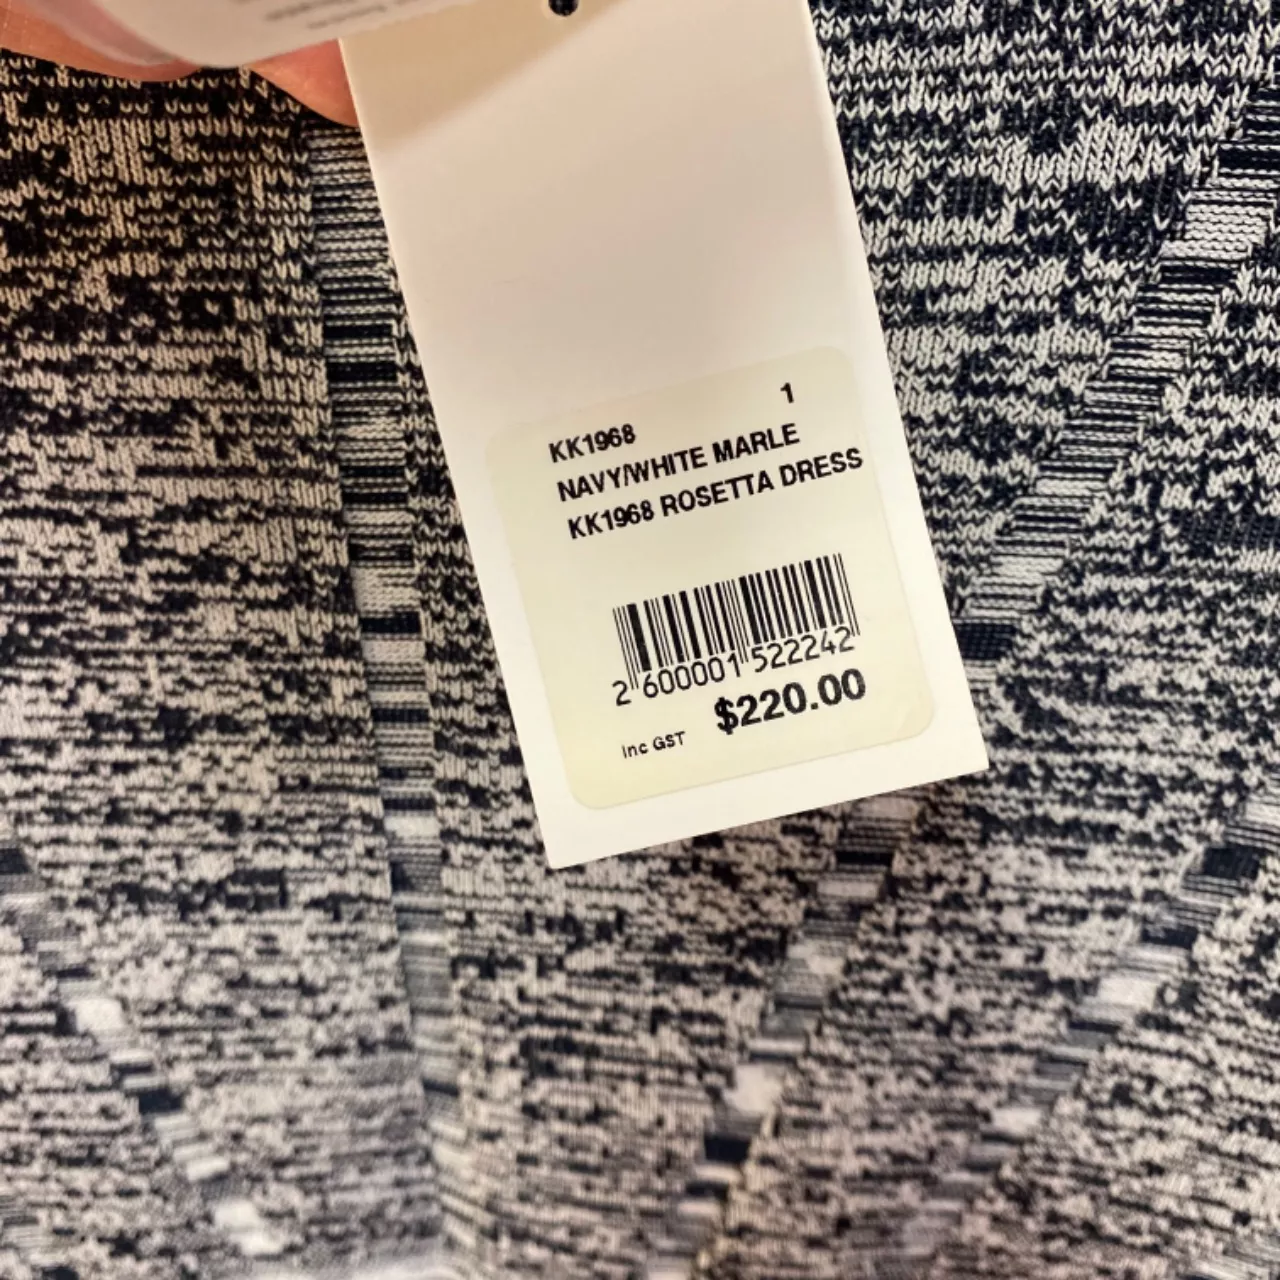 1
KK1968
NAVY/WHITE MARLE
KK1968 ROSETTA DRESS
2 600001 522242
$220.00
Inc GST